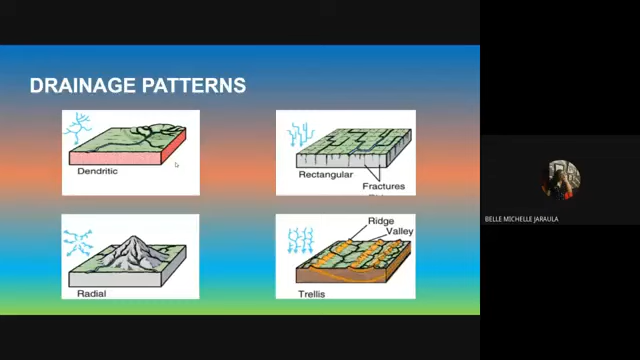 DRAINAGE PATTERNS
Dendritic
Rectangular
Fractures
Radial
Ridge
Valley
Trellis
BELLE MICHELLE JARAULA